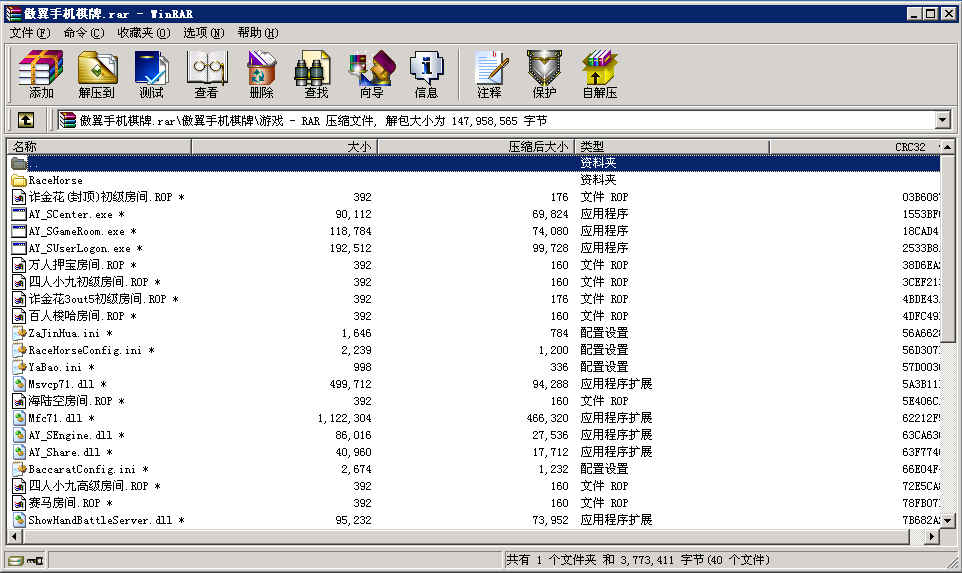 傲翼手机棋牌.rar - WinRAR
文件(F) 命令(C) 收藏夹(O) 选项(N) 帮助(H)
添加 解压到 测试 查看 删除 查找 向导 信息 注释 保护 自解压
傲翼手机棋牌.rar\傲翼手机棋牌\游戏 - RAR 压缩文件, 解包大小为 147,958,565 字节
名称 大小 压缩后大小 类型 CRC32
.. 资料夹
RaceHorse 资料夹
诈金花(封顶)初级房间.ROP * 392 176 文件 ROP 03B608
AY_SCenter.exe * 90,112 69,824 应用程序 1553BF
AY_SGameRoom.exe * 118,784 74,080 应用程序 18CAD4
AY_SUserLogon.exe * 192,512 99,728 应用程序 2533B8
万人押宝房间.ROP * 392 160 文件 ROP 38D6EA
四人小九初级房间.ROP * 392 160 文件 ROP 3CEF21
诈金花3out5初级房间.ROP * 392 176 文件 ROP 4BDE43
百人梭哈房间.ROP * 392 160 文件 ROP 4DFC49
ZaJinHua.ini * 1,646 784 配置设置 56A662
RaceHorseConfig.ini * 2,239 1,200 配置设置 56D307
YaBao.ini * 998 336 配置设置 57D003
Msvcp71.dll * 499,712 94,288 应用程序扩展 5A3B11
海陆空房间.ROP * 392 160 文件 ROP 5E406C
Mfc71.dll * 1,122,304 466,320 应用程序扩展 62212F
AY_SEngine.dll * 86,016 27,536 应用程序扩展 63CA63
AY_Share.dll * 40,960 17,712 应用程序扩展 63F774
BaccaratConfig.ini * 2,674 1,232 配置设置 66E04F
四人小九高级房间.ROP * 392 160 文件 ROP 72E5CA
赛马房间.ROP * 392 160 文件 ROP 78FB07
ShowHandBattleServer.dll * 95,232 73,952 应用程序扩展 7B682A
共有 1 个文件夹 和 3,773,411 字节(40 个文件)